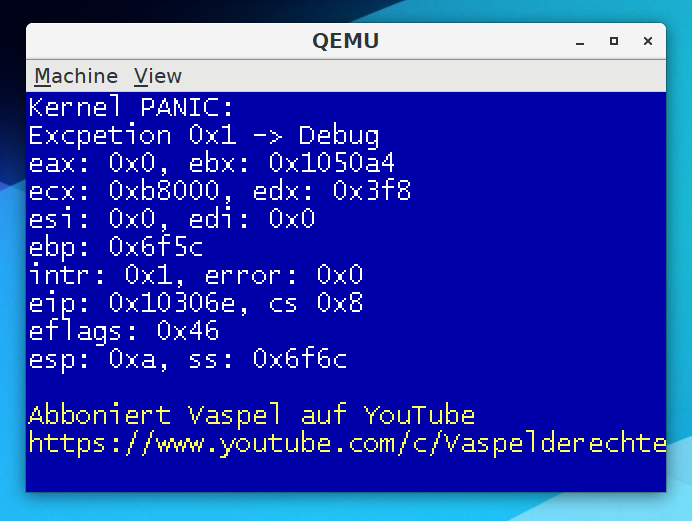 QEMU
Machine View
Kernel PANIC:
Excpetion 0x1 -> Debug
eax: 0x0, ebx: 0x1050a4
ecx: 0xb8000, edx: 0x3f8
esi: 0x0, edi: 0x0
ebp: 0x6f5c
intr: 0x1, error: 0x0
eip: 0x10306e, cs 0x8
eflags: 0x46
esp: 0xa, ss: 0x6f6c
Abboniert Vaspel auf YouTube
https://www.youtube.com/c/Vaspelderechte